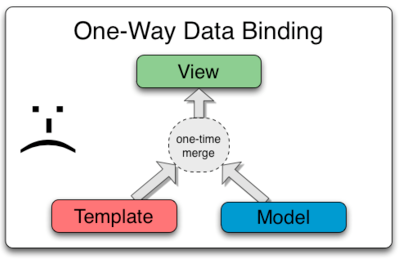 One-Way Data Binding
View
one-time
merge
Template
Model